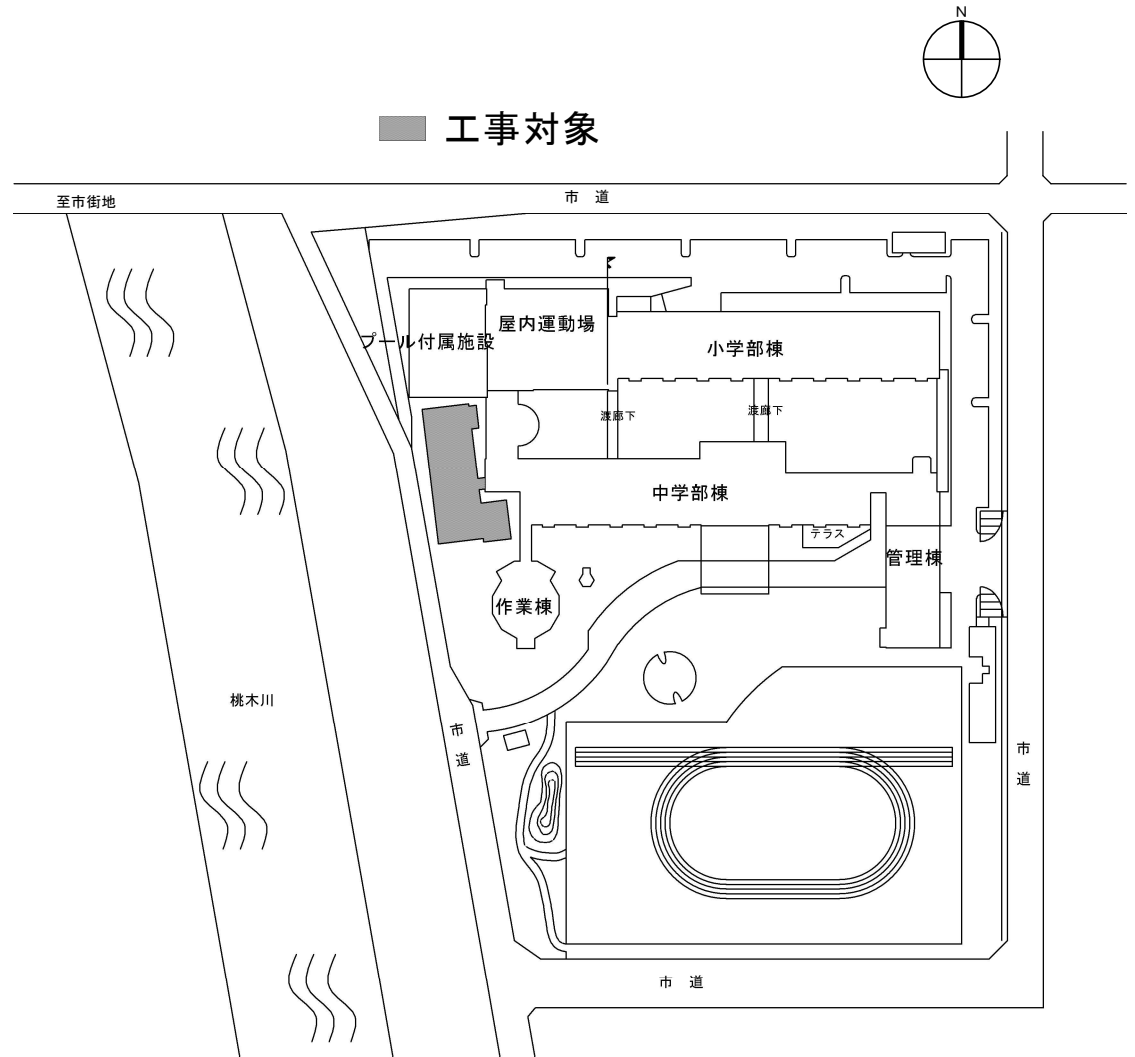 N
工事対象
市 道
至市街地
屋内運動場
プール付属施設
小学部棟
渡廊下
渡廊下
中学部棟
テラス
管理棟
作業棟
桃木川
市
道
市
道
市 道